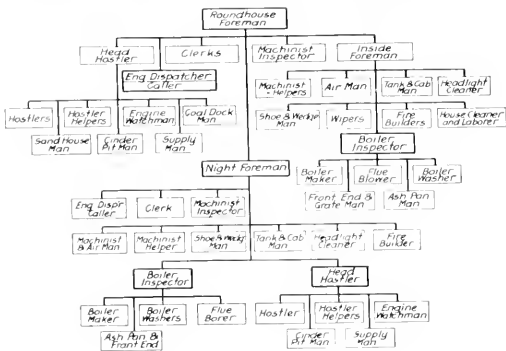 Roundhouse
Foreman
Head
Hostler
Clerks
Machinist
Inspector
Inside
Foreman
Eng Dispatcher
Caller
Machinist
-Helpers
Air Man
Tank & Cab
Man
Headlight
Cleaner
Hostlers
Hostler
Helpers
Engine
Watchman
Coal Dock
Man
Shoe & Wedge
Man
Wipers
Fire
Builders
House Cleaner
and Laborer
Sand House
Man
Cinder
Pit Man
Supply
Man
Boiler
Inspector
Night Foreman
Boiler
Maker
Flue
Blower
Boiler
Washer
Front End &
Grate Man
Ash Pan
Man
Eng Disp'r
Caller
Clerk
Machinist
Inspector
Machinist
& Air Man
Machinist
Helper
Shoe & Wedg
Man
Tank & Cab
Man
Headlight
Cleaner
Fire
Builder
Boiler
Inspector
Head
Hostler
Boiler
Maker
Boiler
Washers
Flue
Borer
Hostler
Hostler
Helpers
Engine
Watchman
Ash Pan &
Front End
Cinder
Pit Man
Supply
Man